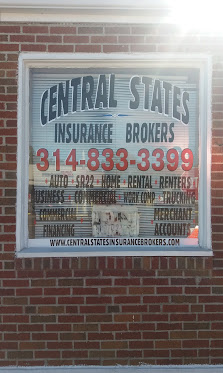 CENTRAL STATES
INSURANCE BROKERS
314-833-3399
AUTO • SR22 • HOME • RENTAL • RENTERS
BUSINESS • COMMERCIAL • WORK COMP • TRUCKING
COMMERCIAL MERCHANT
FINANCING ACCOUNTS
WWW.CENTRALSTATESINSURANCEBROKERS.COM